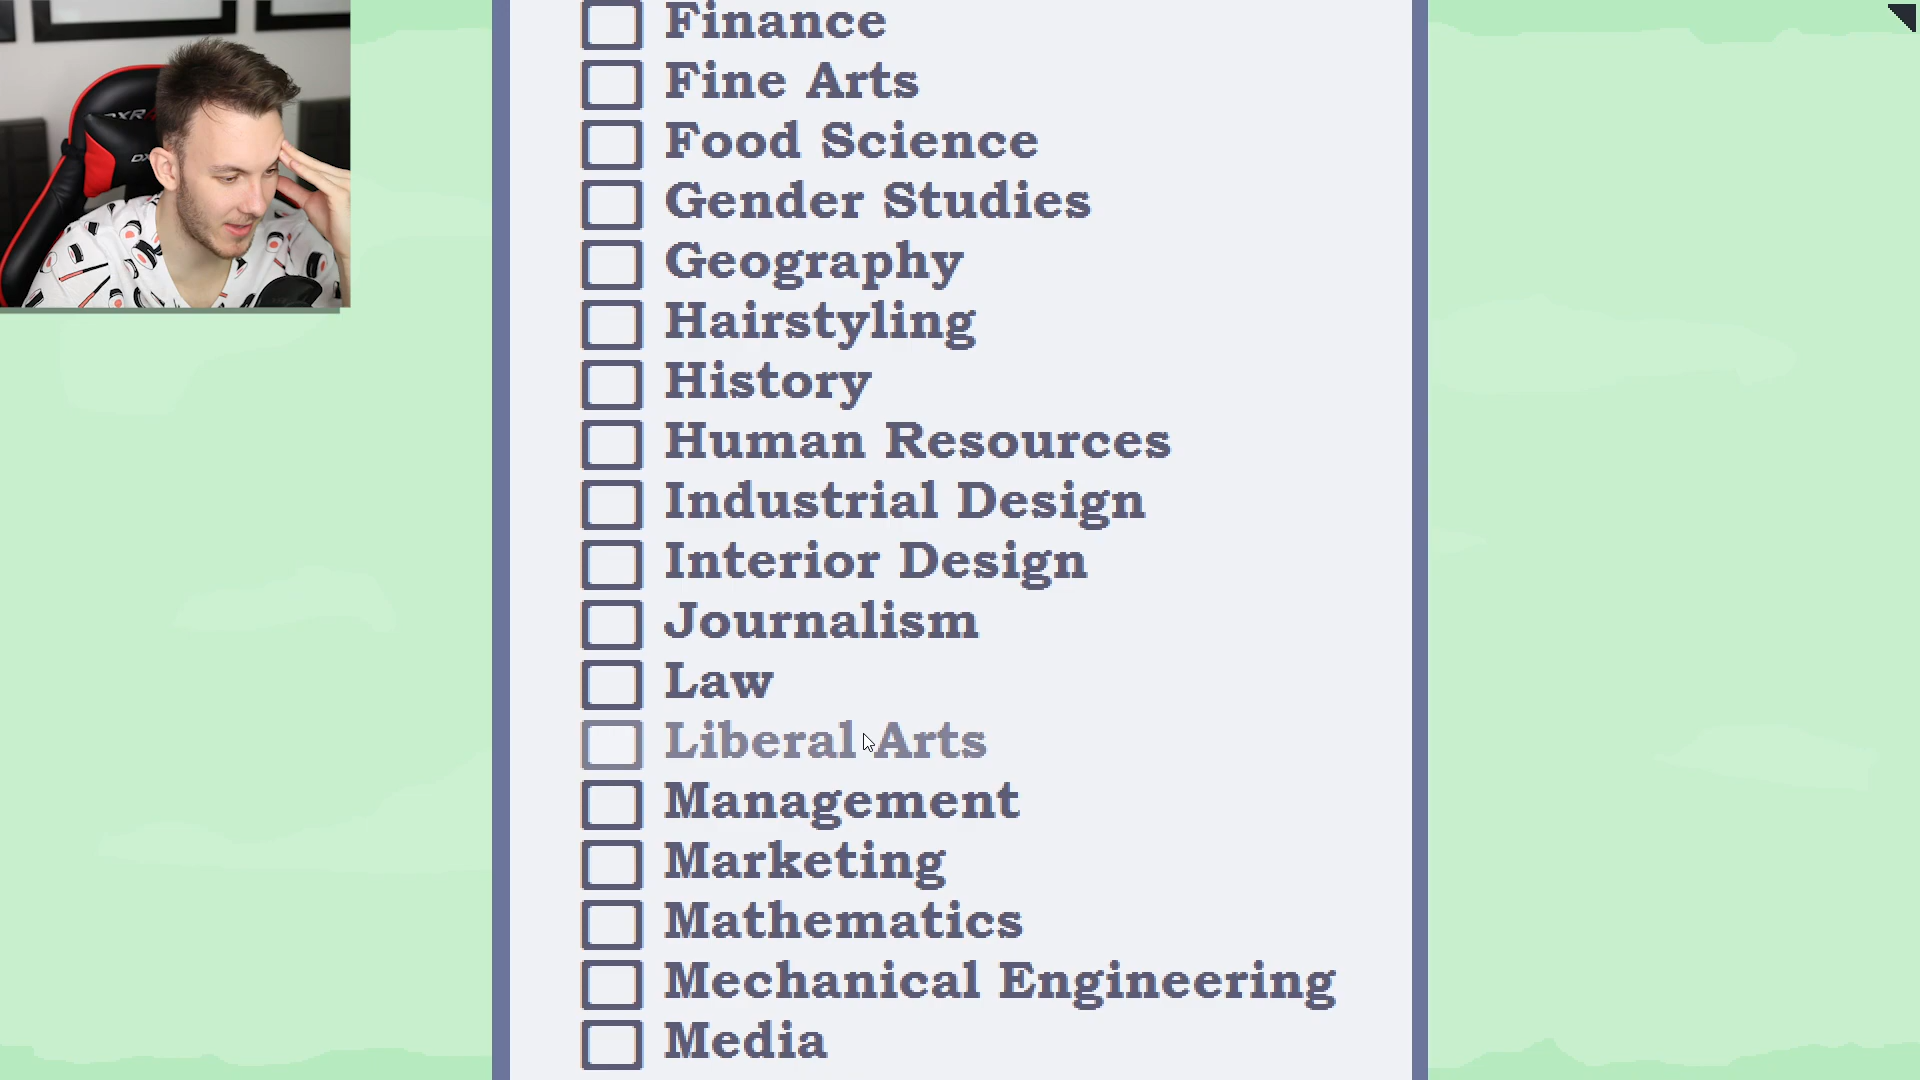 Finance
Fine Arts
Food Science
Gender Studies
Geography
Hairstyling
History
Human Resources
Industrial Design
Interior Design
Journalism
Law
Liberal Arts
Management
Marketing
Mathematics
Mechanical Engineering
Media